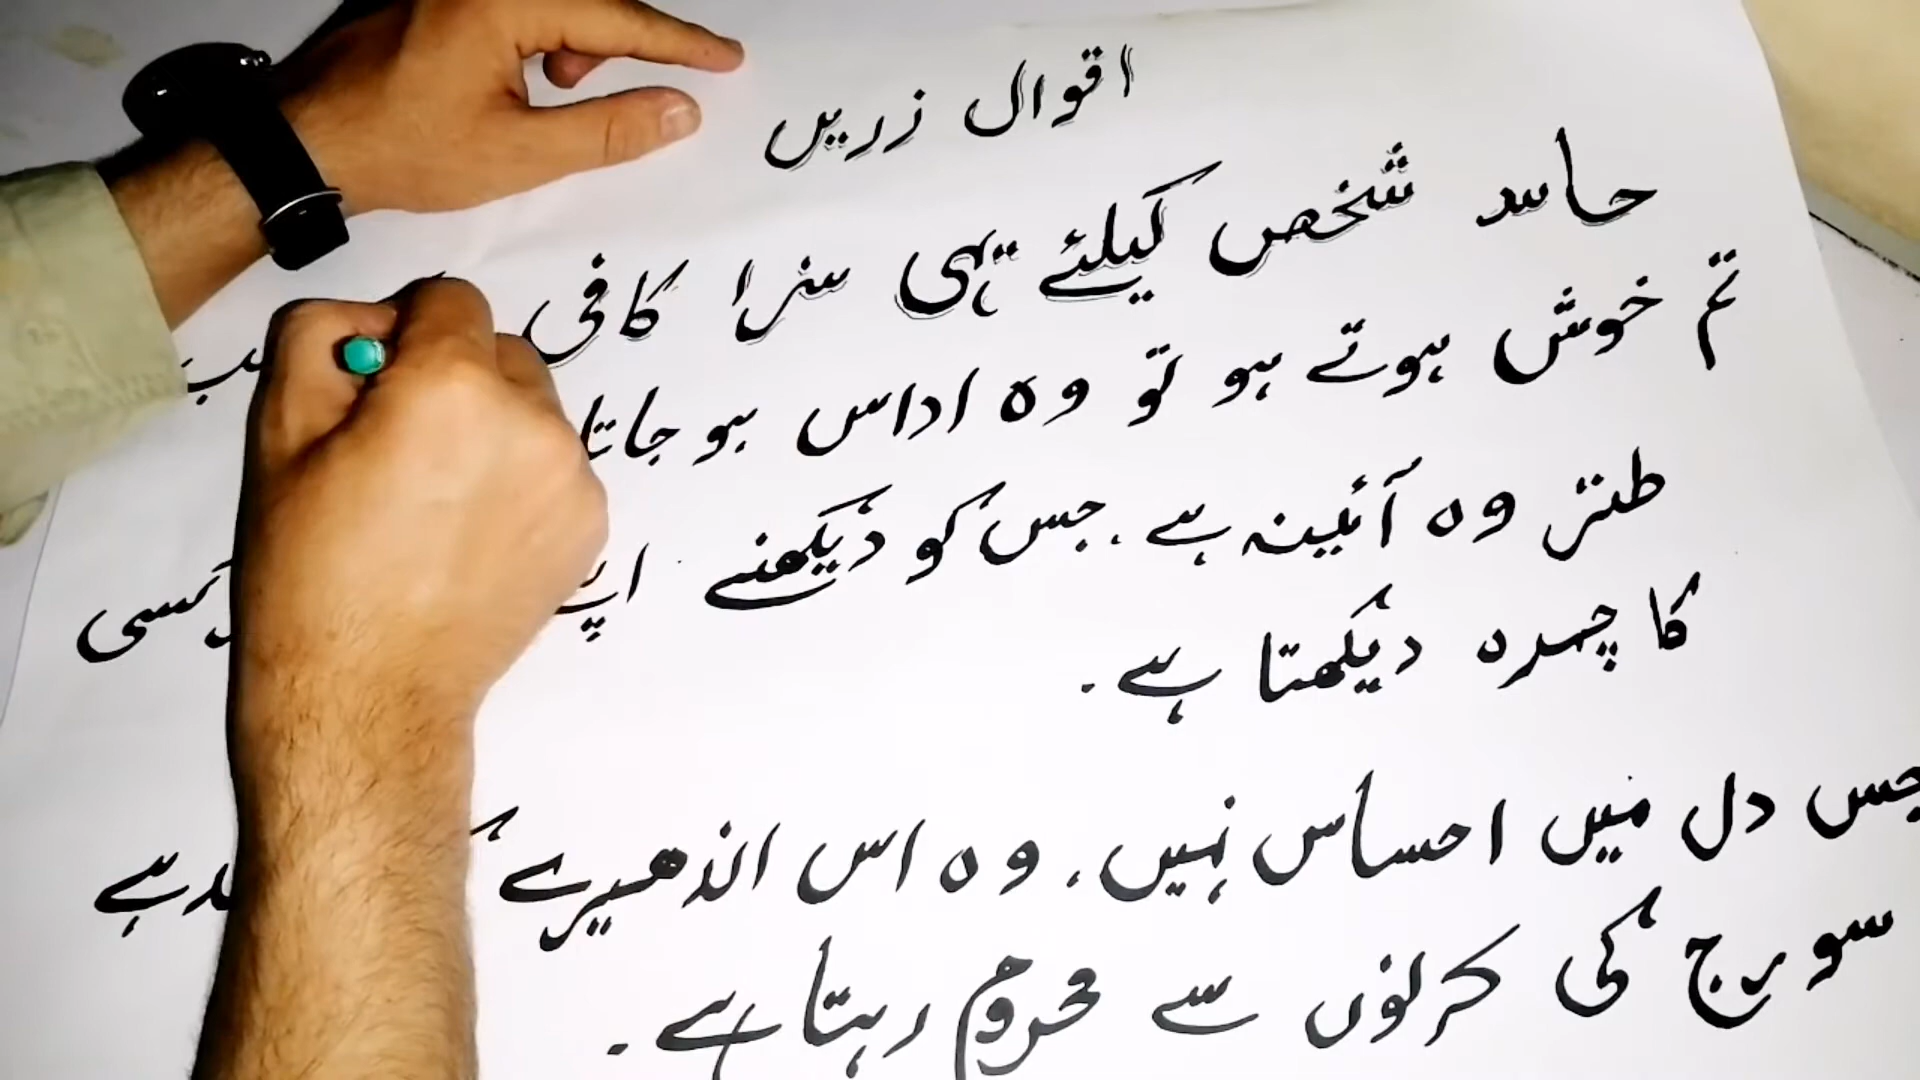 اقوال زریں
حاسد شخص کیلئے یہی سزا کافی
تم خوش ہوتے ہو تو وہ اداس ہو جاتا
طنز وہ آئینہ ہے، جس کو دیکھنے کسی
کا چہرہ دیکھتا ہے۔
جس دل میں احساس نہیں، وہ اس اندھیرے ہے
سورج کی کرنوں سے محروم رہتا ہے۔